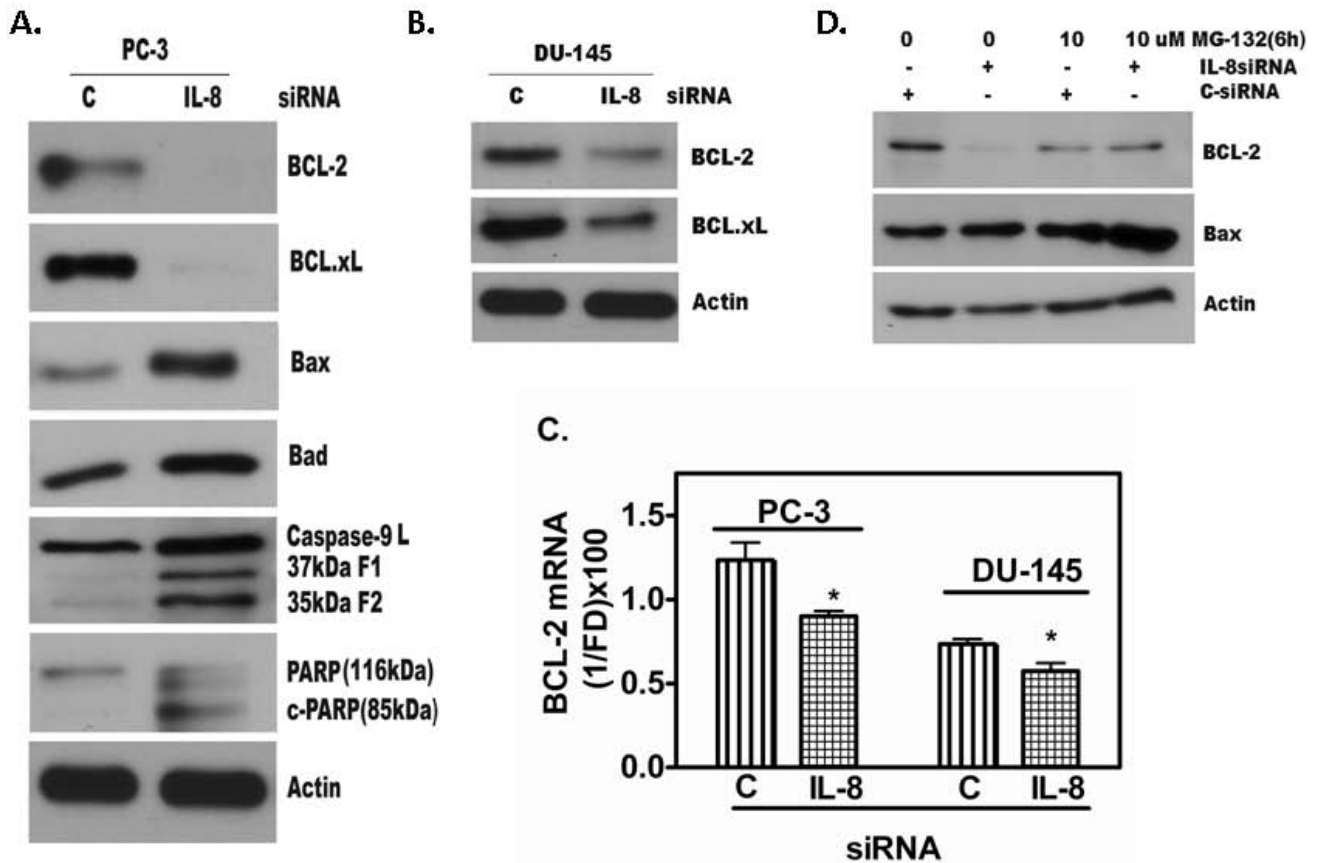 A.
PC-3
C IL-8 siRNA
BCL-2
BCL.xL
Bax
Bad
Caspase-9 L
37kDa F1
35kDa F2
PARP(116kDa)
c-PARP(85kDa)
Actin
B.
DU-145
C IL-8 siRNA
BCL-2
BCL.xL
Actin
D.
0 0 10 10 uM MG-132(6h)
- + - + IL-8siRNA
+ - + - C-siRNA
BCL-2
Bax
Actin
C.
BCL-2 mRNA
(1/FD)x100
1.5
1.0
0.5
0.0
PC-3
*
DU-145
*
C IL-8 C IL-8
siRNA